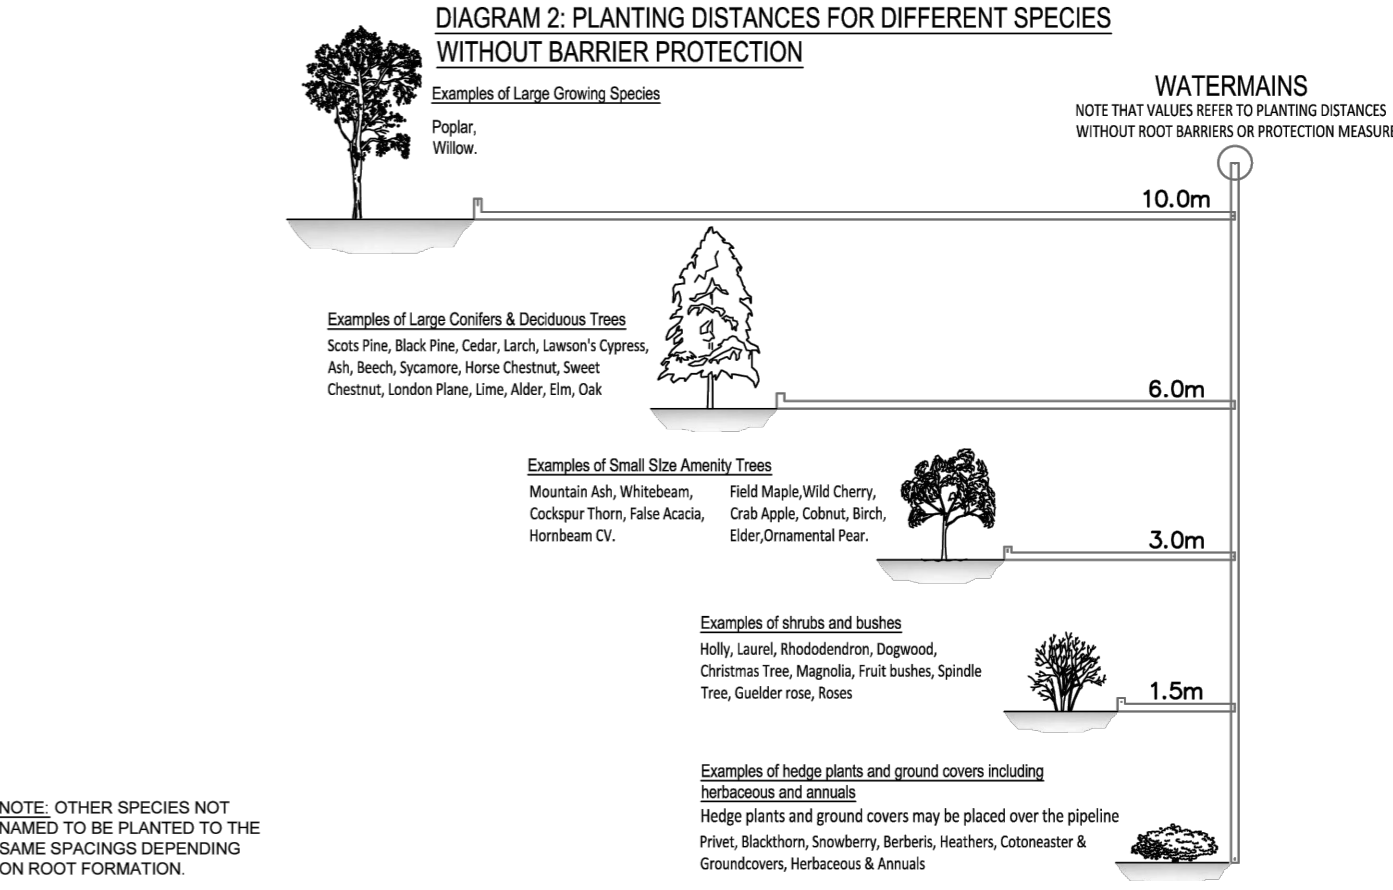 DIAGRAM 2: PLANTING DISTANCES FOR DIFFERENT SPECIES
WITHOUT BARRIER PROTECTION
Examples of Large Growing Species
Poplar,
Willow.
WATERMAINS
NOTE THAT VALUES REFER TO PLANTING DISTANCES
WITHOUT ROOT BARRIERS OR PROTECTION MEASURE
10.0m
Examples of Large Conifers & Deciduous Trees
Scots Pine, Black Pine, Cedar, Larch, Lawson's Cypress,
Ash, Beech, Sycamore, Horse Chestnut, Sweet
Chestnut, London Plane, Lime, Alder, Elm, Oak
6.0m
Examples of Small SIze Amenity Trees
Mountain Ash, Whitebeam,
Cockspur Thorn, False Acacia,
Hornbeam CV.
Field Maple,Wild Cherry,
Crab Apple, Cobnut, Birch,
Elder,Ornamental Pear.
3.0m
Examples of shrubs and bushes
Holly, Laurel, Rhododendron, Dogwood,
Christmas Tree, Magnolia, Fruit bushes, Spindle
Tree, Guelder rose, Roses
1.5m
Examples of hedge plants and ground covers including
herbaceous and annuals
Hedge plants and ground covers may be placed over the pipeline
Privet, Blackthorn, Snowberry, Berberis, Heathers, Cotoneaster &
Groundcovers, Herbaceous & Annuals
NOTE: OTHER SPECIES NOT
NAMED TO BE PLANTED TO THE
SAME SPACINGS DEPENDING
ON ROOT FORMATION.